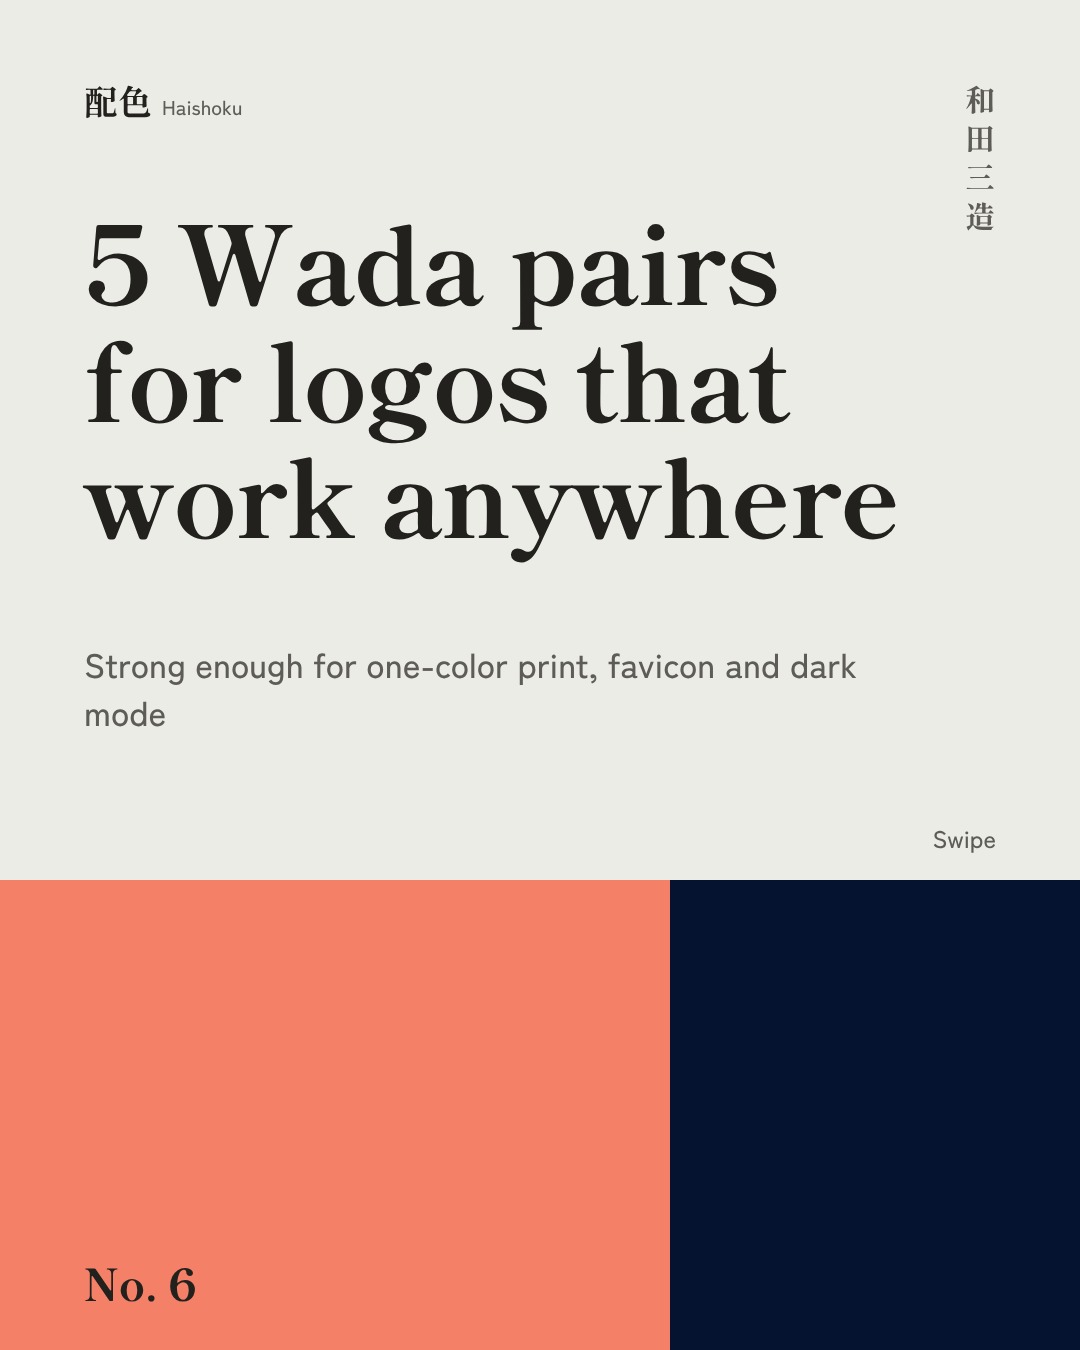 配色 Haishoku
和田三造
5 Wada pairs
for logos that
work anywhere
Strong enough for one-color print, favicon and dark
mode
Swipe
No. 6